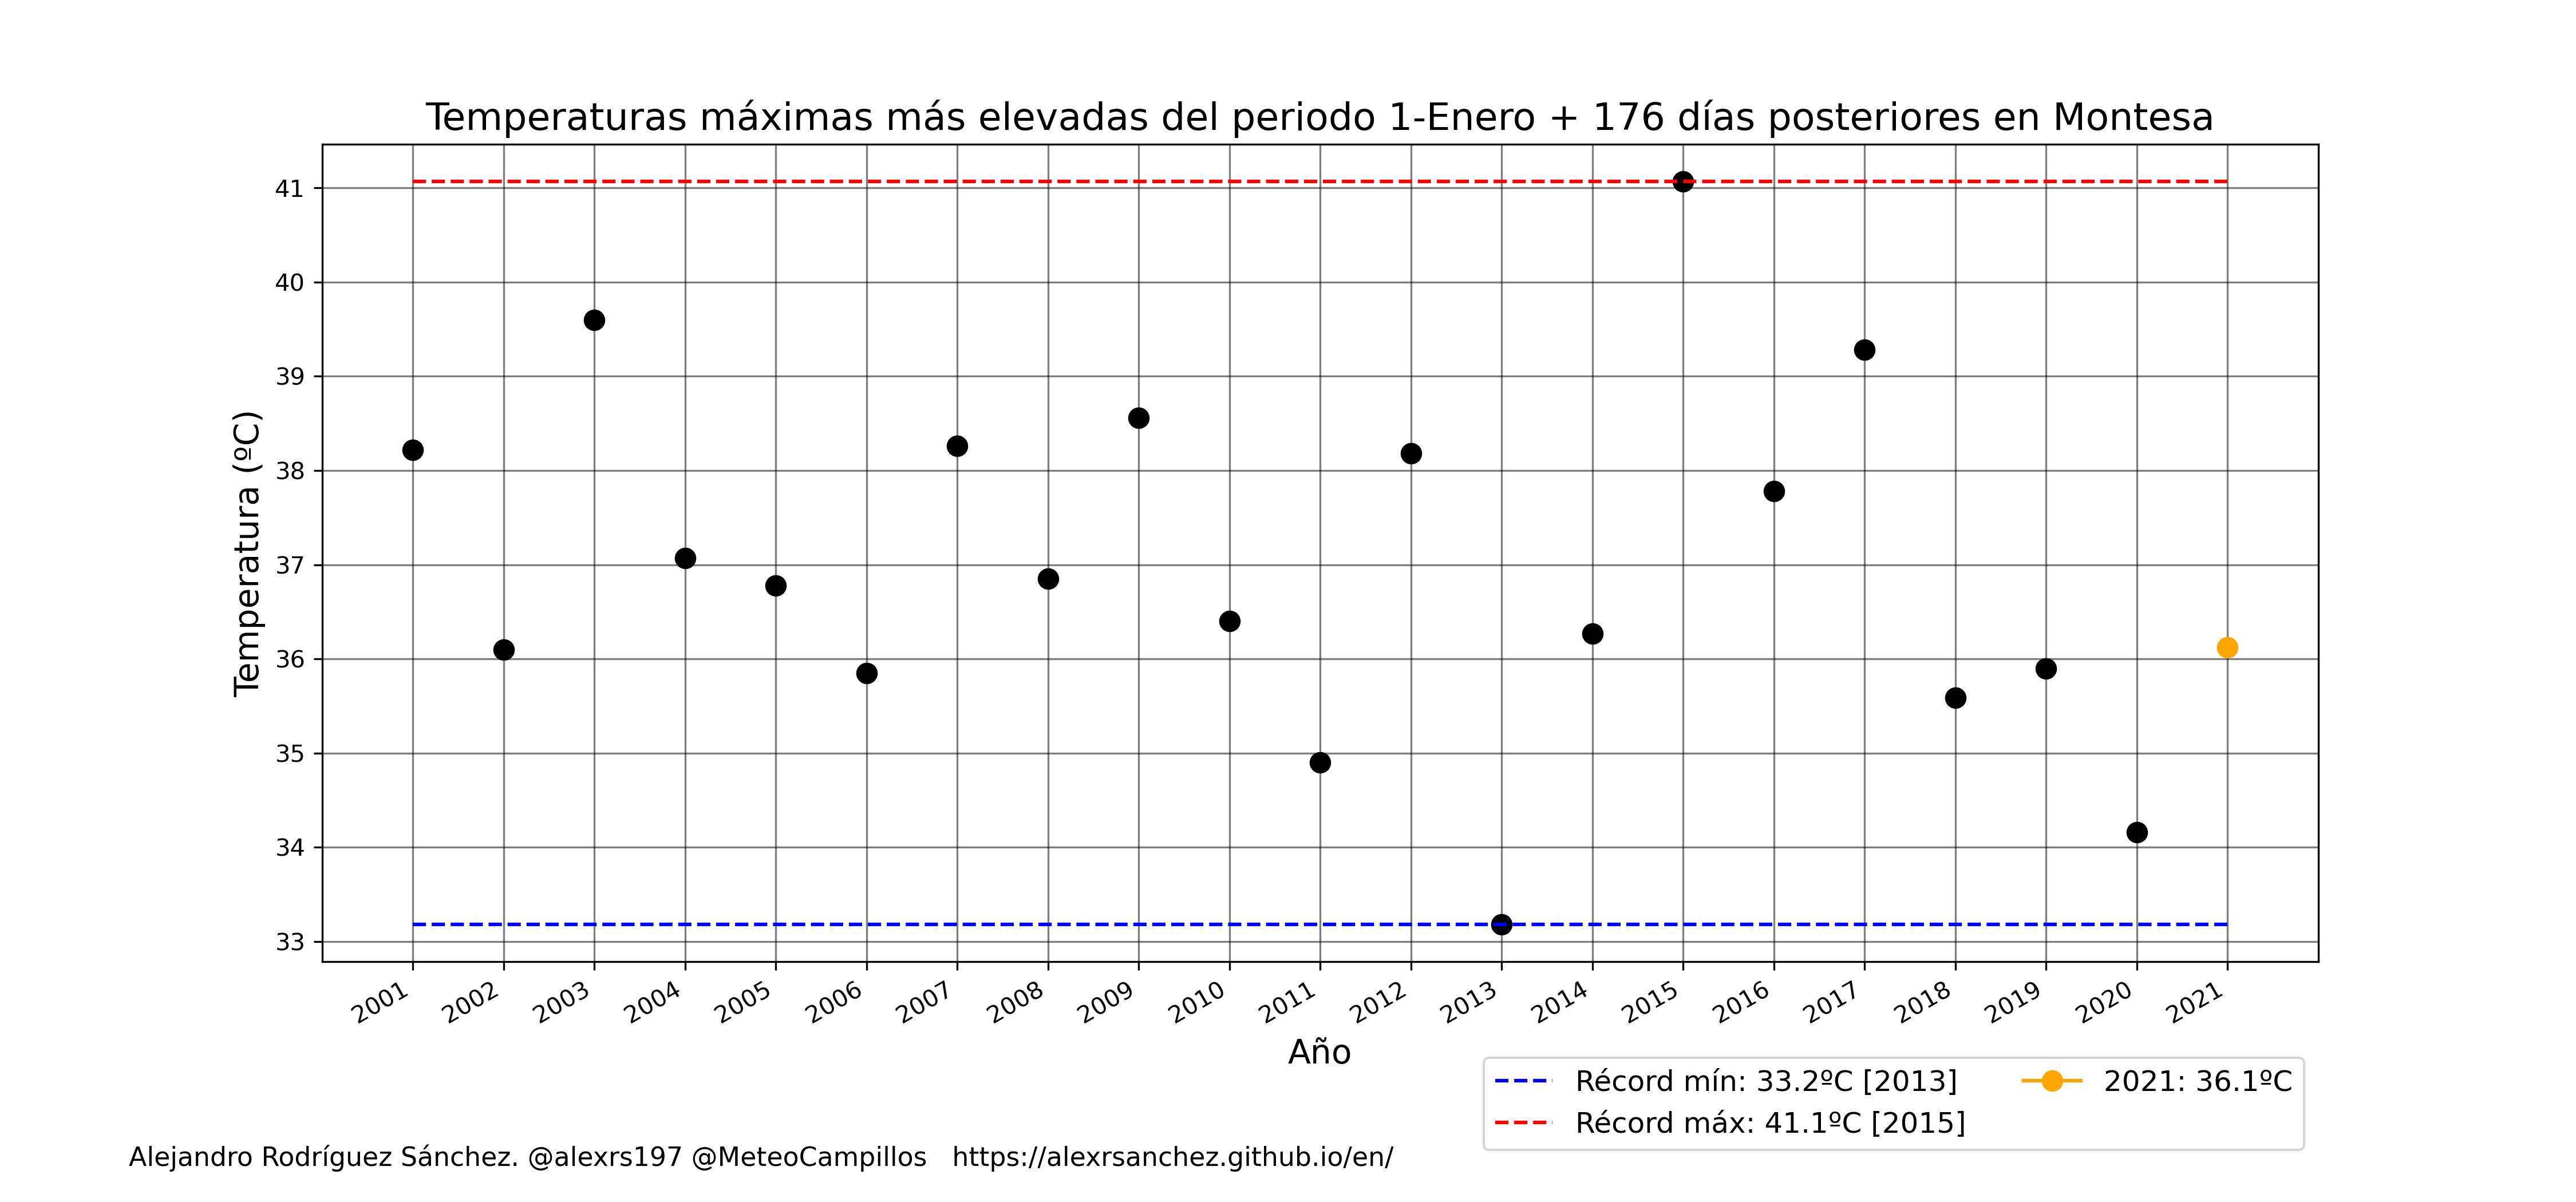 Temperaturas máximas más elevadas del periodo 1-Enero + 176 días posteriores en Montesa
Temperatura (ºC)
41
40
39
38
37
36
35
34
33
2001 2002 2003 2004 2005 2006 2007 2008 2009 2010 2011 2012 2013 2014 2015 2016 2017 2018 2019 2020 2021
Año
Récord mín: 33.2ºC [2013]
Récord máx: 41.1ºC [2015]
2021: 36.1ºC
Alejandro Rodríguez Sánchez. @alexrs197 @MeteoCampillos https://alexrsanchez.github.io/en/